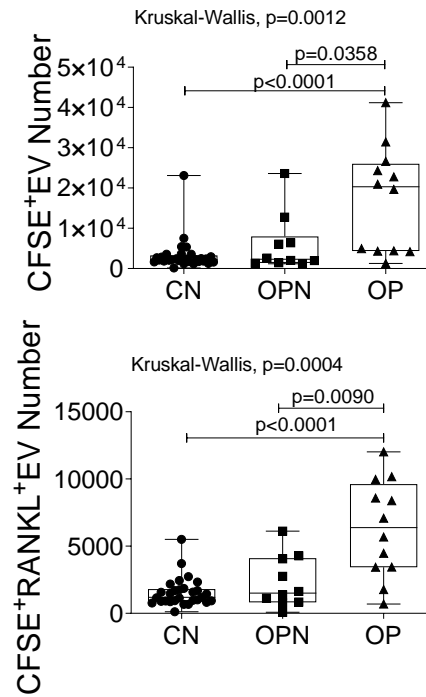 Kruskal-Wallis, p=0.0012
p=0.0358
p<0.0001
CFSE⁺EV Number
5×10⁴
4×10⁴
3×10⁴
2×10⁴
1×10⁴
0
CN OPN OP
Kruskal-Wallis, p=0.0004
p=0.0090
p<0.0001
CFSE⁺RANKL⁺EV Number
15000
10000
5000
0
CN OPN OP